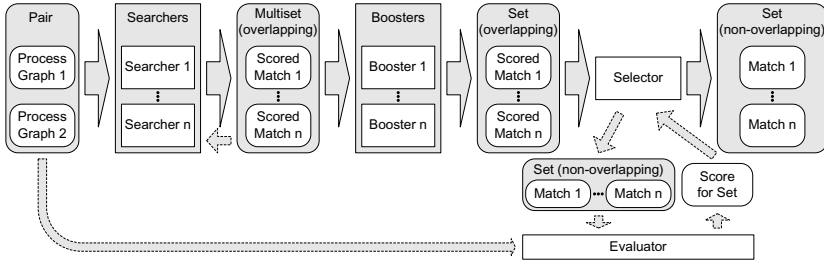 Pair
Process
Graph 1
Process
Graph 2
Searchers
Searcher 1
Searcher n
Multiset
(overlapping)
Scored
Match 1
Scored
Match n
Boosters
Booster 1
Booster n
Set
(overlapping)
Scored
Match 1
Scored
Match n
Selector
Set
(non-overlapping)
Match 1
Match n
Set (non-overlapping)
Match 1
Match n
Score
for Set
Evaluator